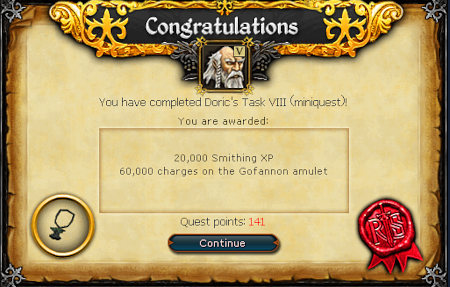 Congratulations
V
You have completed Doric's Task VIII (miniquest)!
You are awarded:
20,000 Smithing XP
60,000 charges on the Gofannon amulet
Quest points: 141
Continue
RS